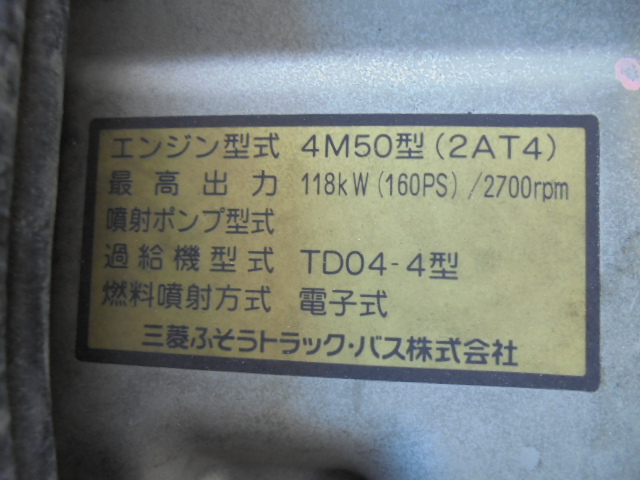 エンジン型式 4M50型(2AT4)
最高出力 118kW(160PS)/2700rpm
噴射ポンプ型式
過給機型式 TD04-4型
燃料噴射方式 電子式
三菱ふそうトラック・バス株式会社